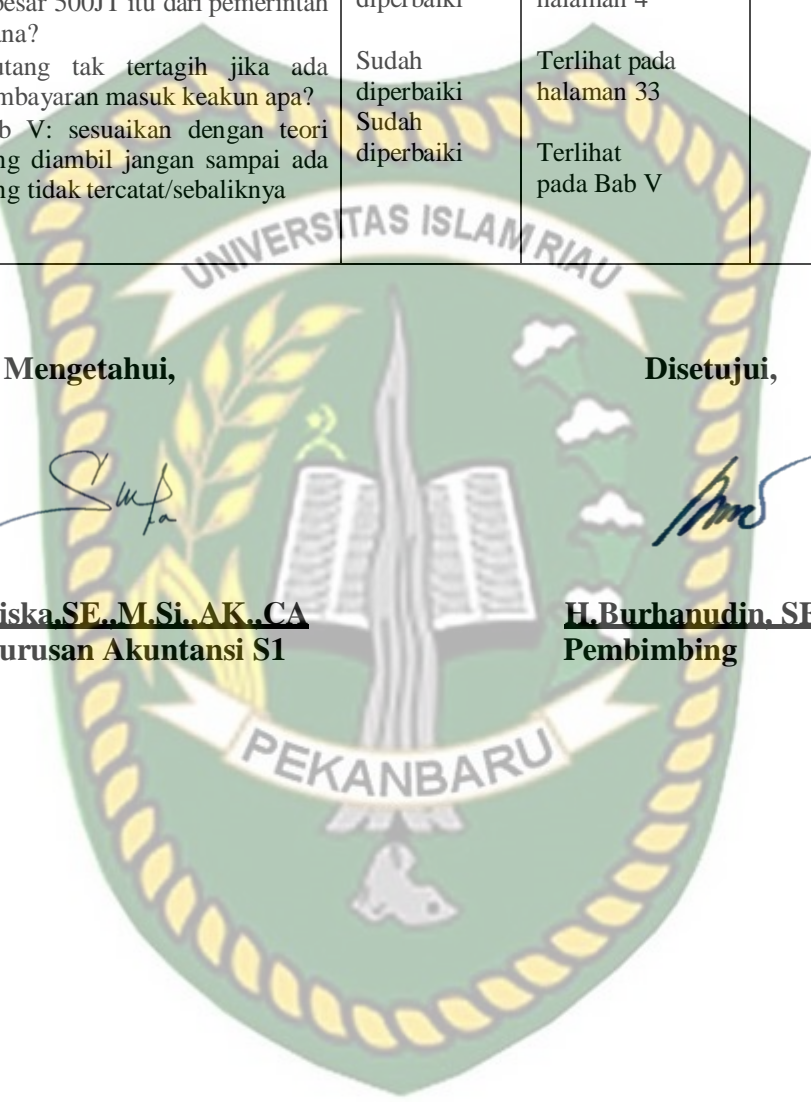 besar 500JT itu dari pemerintah
ana?
utang tak tertagih jika ada
mbayaran masuk keakun apa?
b V: sesuaikan dengan teori
ng diambil jangan sampai ada
ng tidak tercatat/sebaliknya
diperbaiki
Sudah
diperbaiki
Sudah
diperbaiki
halaman 4
Terlihat pada
halaman 33
Terlihat
pada Bab V
UNIVERSITAS ISLAM RIAU
Mengetahui,
Disetujui,
iska,SE.,M.Si.,AK.,CA
urusan Akuntansi S1
H.Burhanudin, SE
Pembimbing
PEKANBARU